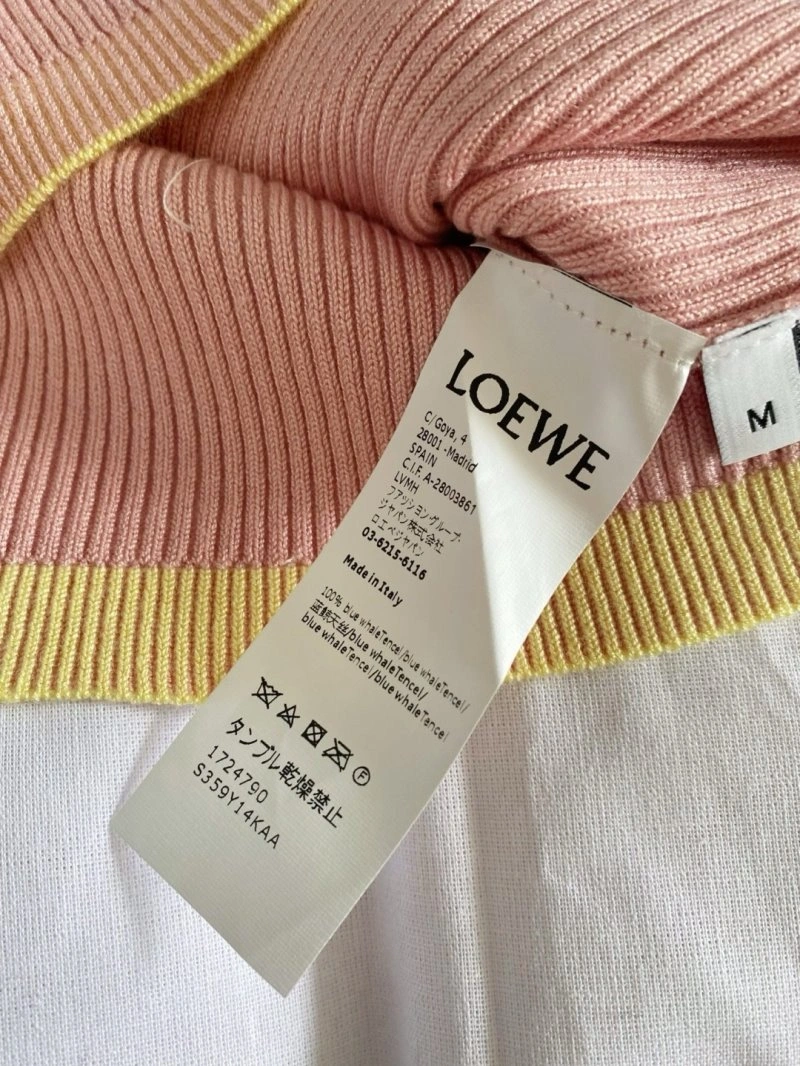 LOEWE
C/Goya, 4
28001 -Madrid
SPAIN
C.I.F. A-28003861
LVMH
ファッション・グループ・
ジャパン株式会社
ロエベジャパン
03-6215-6116
Made in Italy
100% blue whaleTencel/blue whaleTencel/
蓝鲸天丝/blue whaleTencel/
blue whaleTencel/blue whaleTencel
F
タンブル乾燥禁止
1724790
S359Y14KAA
M